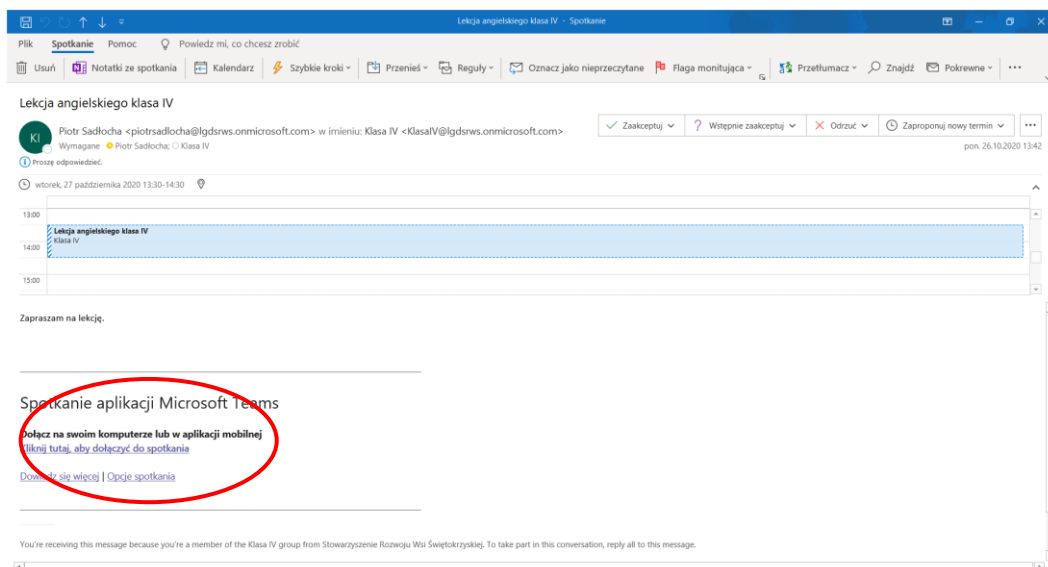 Lekcja angielskiego klasa IV - Spotkanie
Plik Spotkanie Pomoc Powiedz mi, co chcesz zrobić
Usuń Notatki ze spotkania Kalendarz Szybkie kroki Przenieś Reguły Oznacz jako nieprzeczytane Flaga monitująca Przetłumacz Znajdź Pokrewne ...
Lekcja angielskiego klasa IV
KI
Piotr Sadłocha <piotrsadlocha@lgdsrws.onmicrosoft.com> w imieniu: Klasa IV <KlasaIV@lgdsrws.onmicrosoft.com>
Zaakceptuj ? Wstępnie zaakceptuj Odrzuć Zaproponuj nowy termin ...
Wymagane Piotr Sadłocha; Klasa IV
pon. 26.10.2020 13:42
Proszę odpowiedzieć.
wtorek, 27 października 2020 13:30-14:30
13:00
Lekcja angielskiego klasa IV
Klasa IV
14:00
15:00
Zapraszam na lekcję.
Spotkanie aplikacji Microsoft Teams
Dołącz na swoim komputerze lub w aplikacji mobilnej
Kliknij tutaj, aby dołączyć do spotkania
Dowiedz się więcej | Opcje spotkania
You're receiving this message because you're a member of the Klasa IV group from Stowarzyszenie Rozwoju Wsi Świętokrzyskiej. To take part in this conversation, reply all to this message.